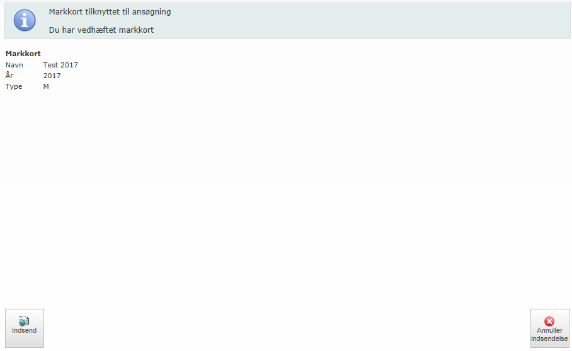 Markkort tilknyttet til ansøgning
Du har vedhæftet markkort
Markkort
Navn Test 2017
År 2017
Type M
Indsend
Annuller
indsendelse